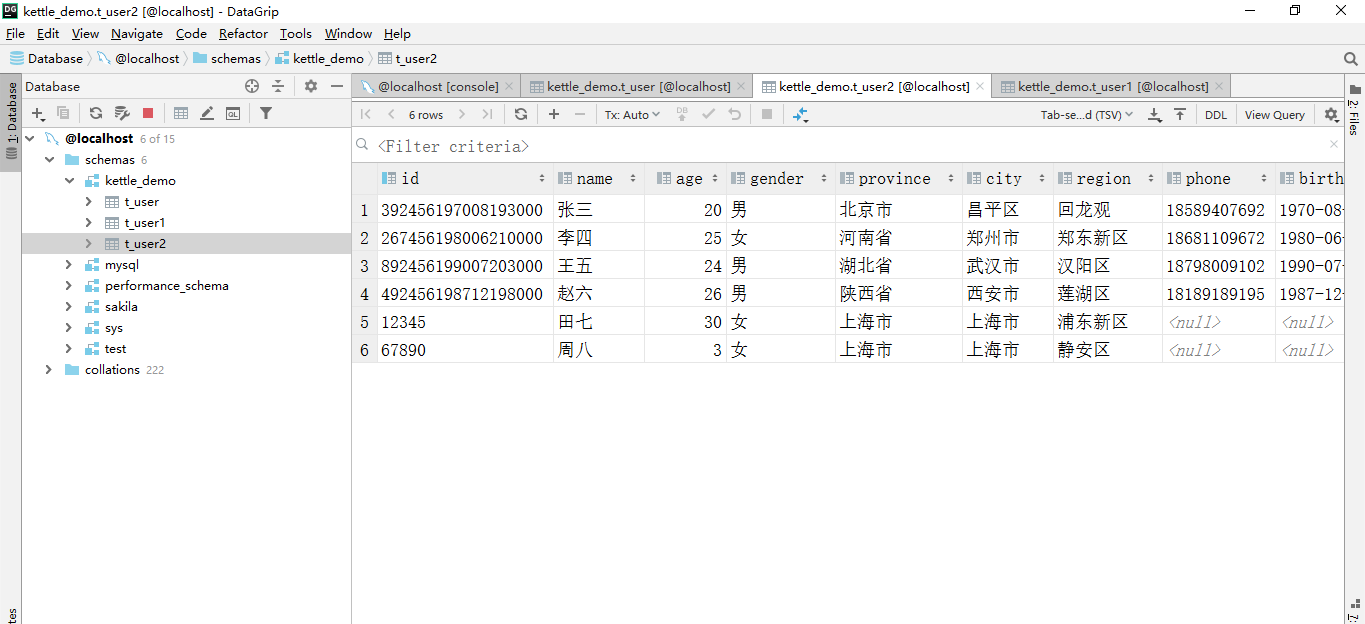 DG kettle_demo.t_user2 [@localhost] - DataGrip
File Edit View Navigate Code Refactor Tools Window Help
Database @localhost schemas kettle_demo t_user2
1: Database
Database
@localhost [console] kettle_demo.t_user [@localhost] kettle_demo.t_user2 [@localhost] kettle_demo.t_user1 [@localhost]
2: Files
QL
6 rows Tx: Auto DB Tab-se...d (TSV) DDL View Query
@localhost 6 of 15
schemas 6
kettle_demo
t_user
t_user1
t_user2
mysql
performance_schema
sakila
sys
test
collations 222
<Filter criteria>
id name age gender province city region phone birth
1 392456197008193000 张三 20 男 北京市 昌平区 回龙观 18589407692 1970-08-
2 267456198006210000 李四 25 女 河南省 郑州市 郑东新区 18681109672 1980-06-
3 892456199007203000 王五 24 男 湖北省 武汉市 汉阳区 18798009102 1990-07-
4 492456198712198000 赵六 26 男 陕西省 西安市 莲湖区 18189189195 1987-12-
5 12345 田七 30 女 上海市 上海市 浦东新区 <null> <null>
6 67890 周八 3 女 上海市 上海市 静安区 <null> <null>